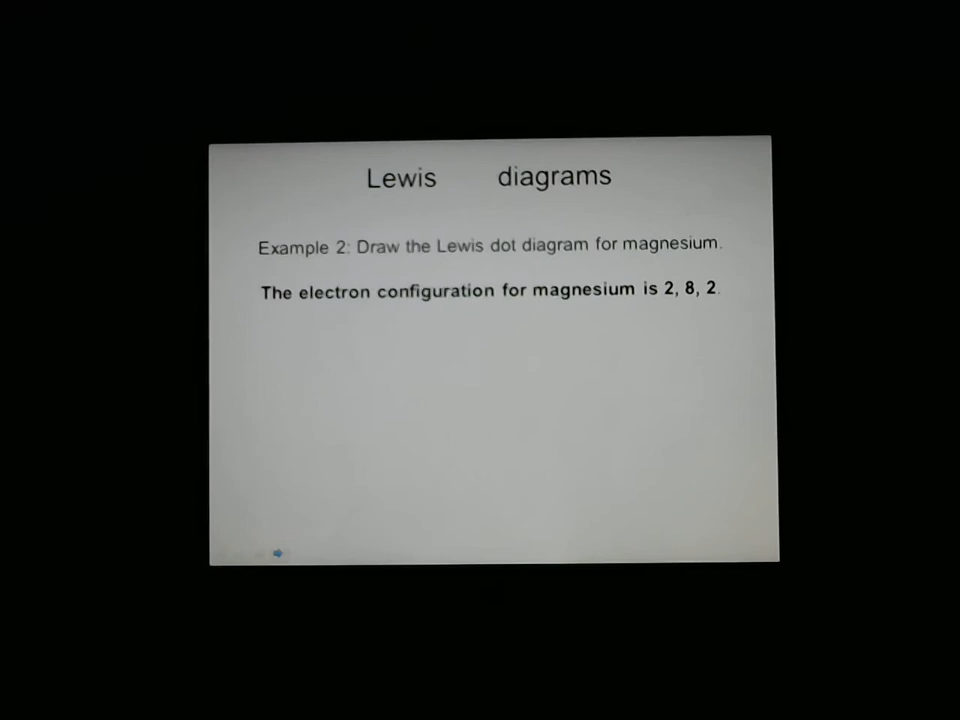 Lewis diagrams
Example 2: Draw the Lewis dot diagram for magnesium.
The electron configuration for magnesium is 2, 8, 2.